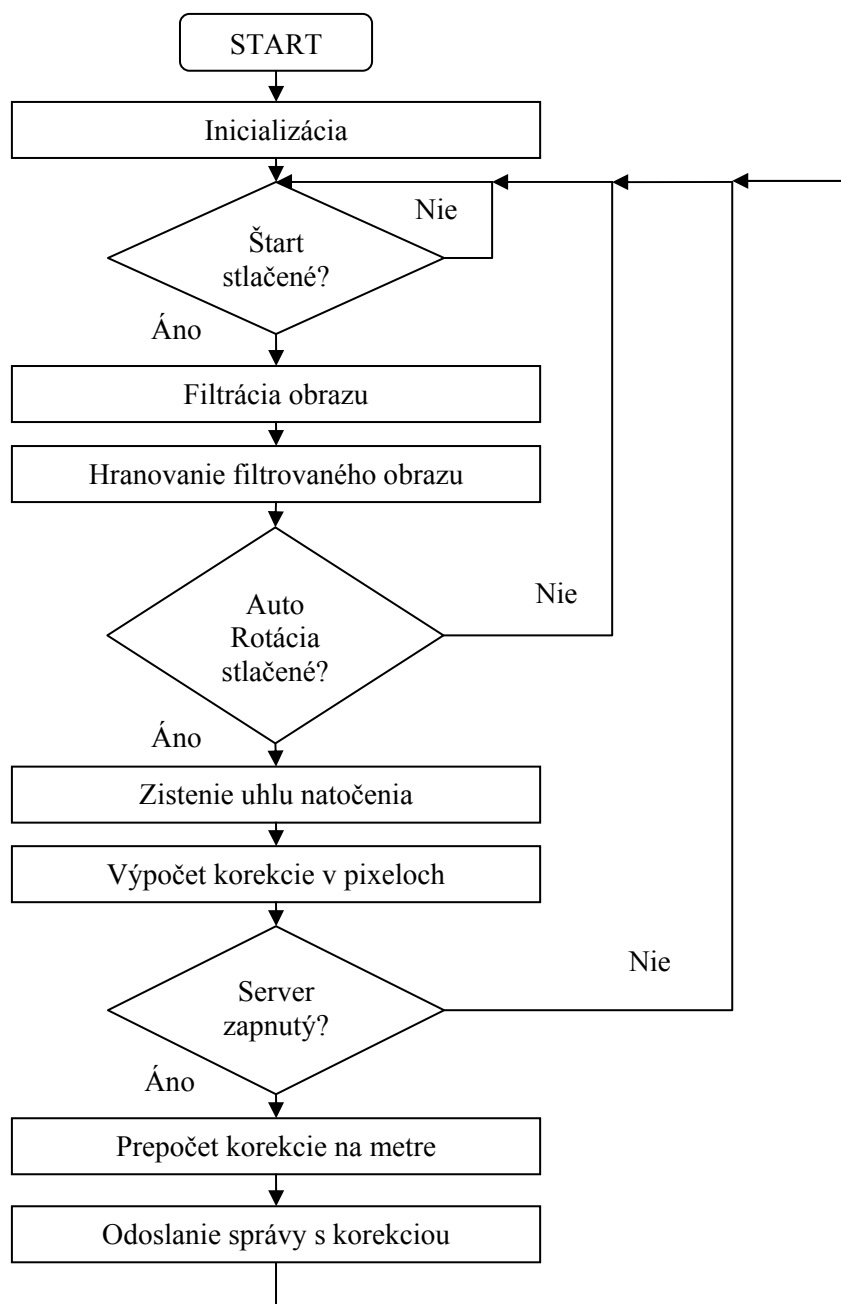 START
Inicializácia
Nie
Štart
stlačené?
Áno
Filtrácia obrazu
Hranovanie filtrovaného obrazu
Nie
Auto
Rotácia
stlačené?
Áno
Zistenie uhlu natočenia
Výpočet korekcie v pixeloch
Nie
Server
zapnutý?
Áno
Prepočet korekcie na metre
Odoslanie správy s korekciou